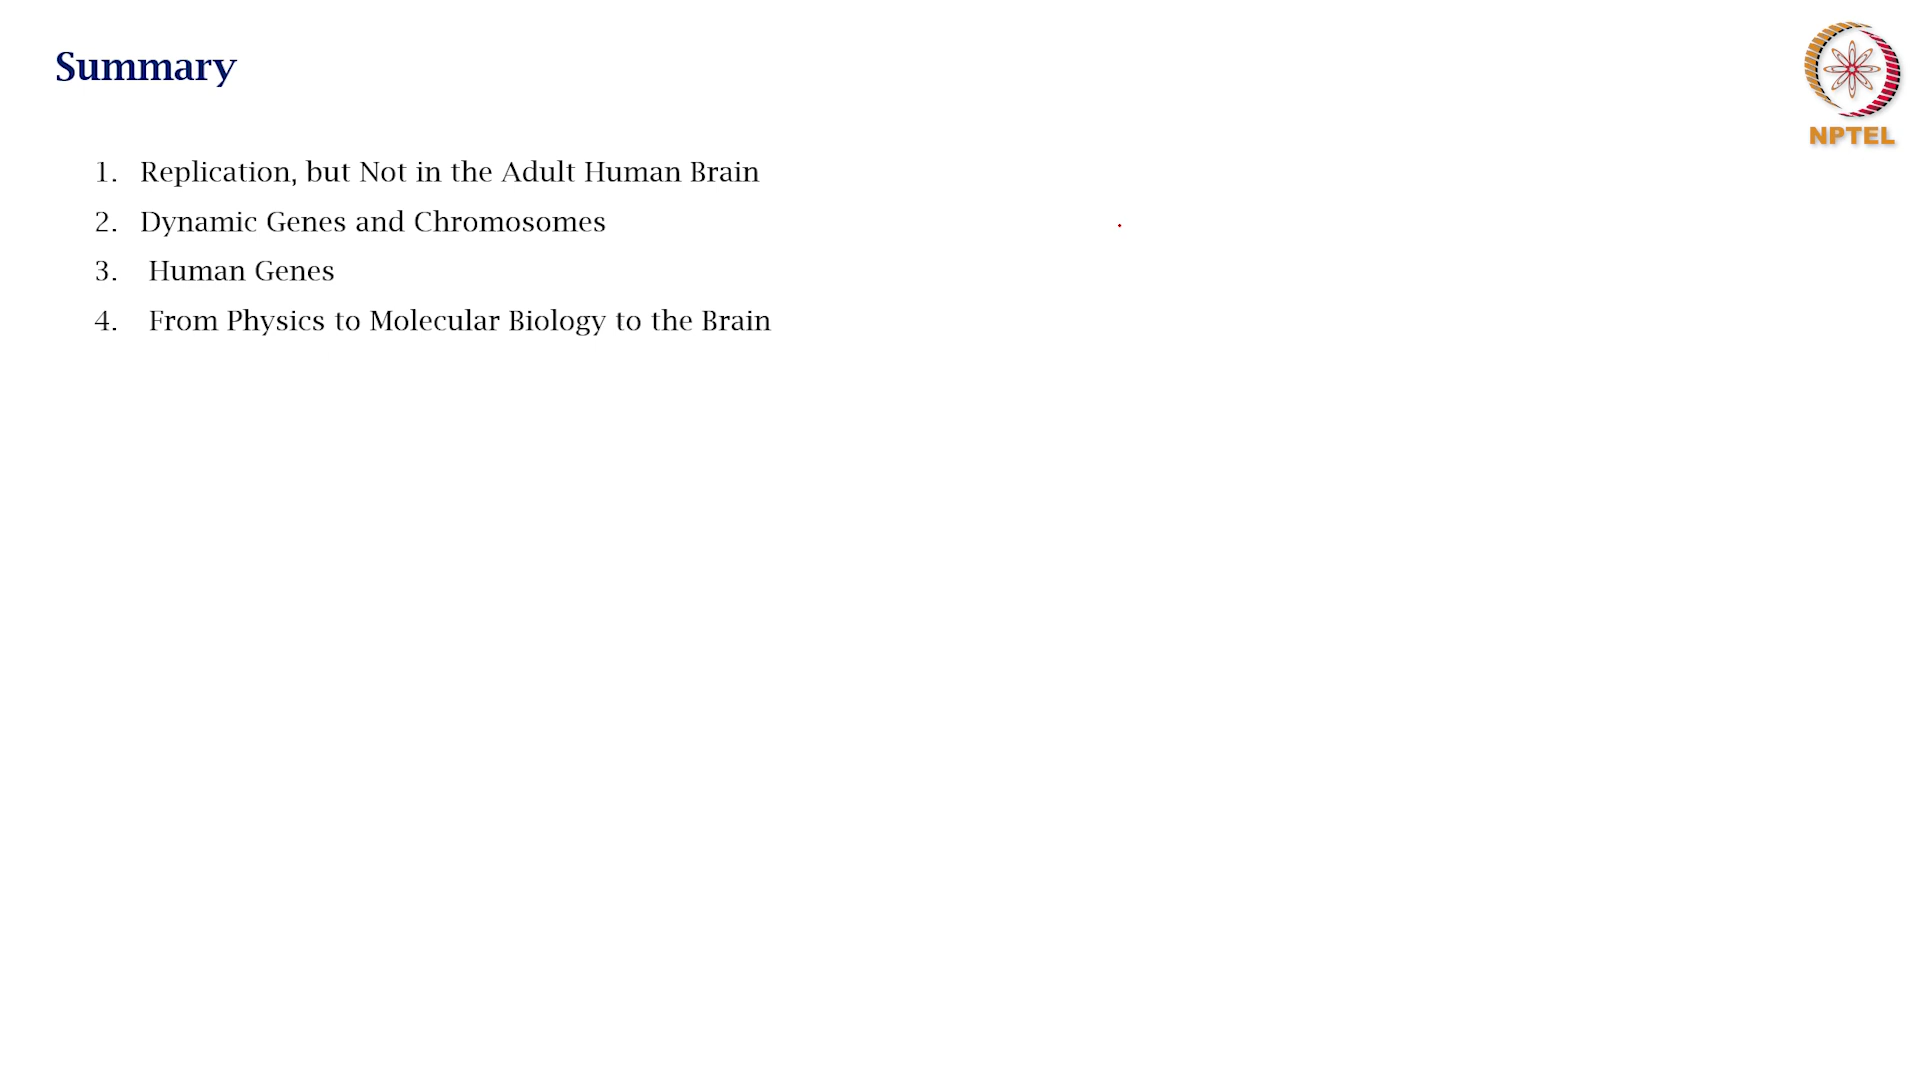 Summary
NPTEL
1. Replication, but Not in the Adult Human Brain
2. Dynamic Genes and Chromosomes
3. Human Genes
4. From Physics to Molecular Biology to the Brain